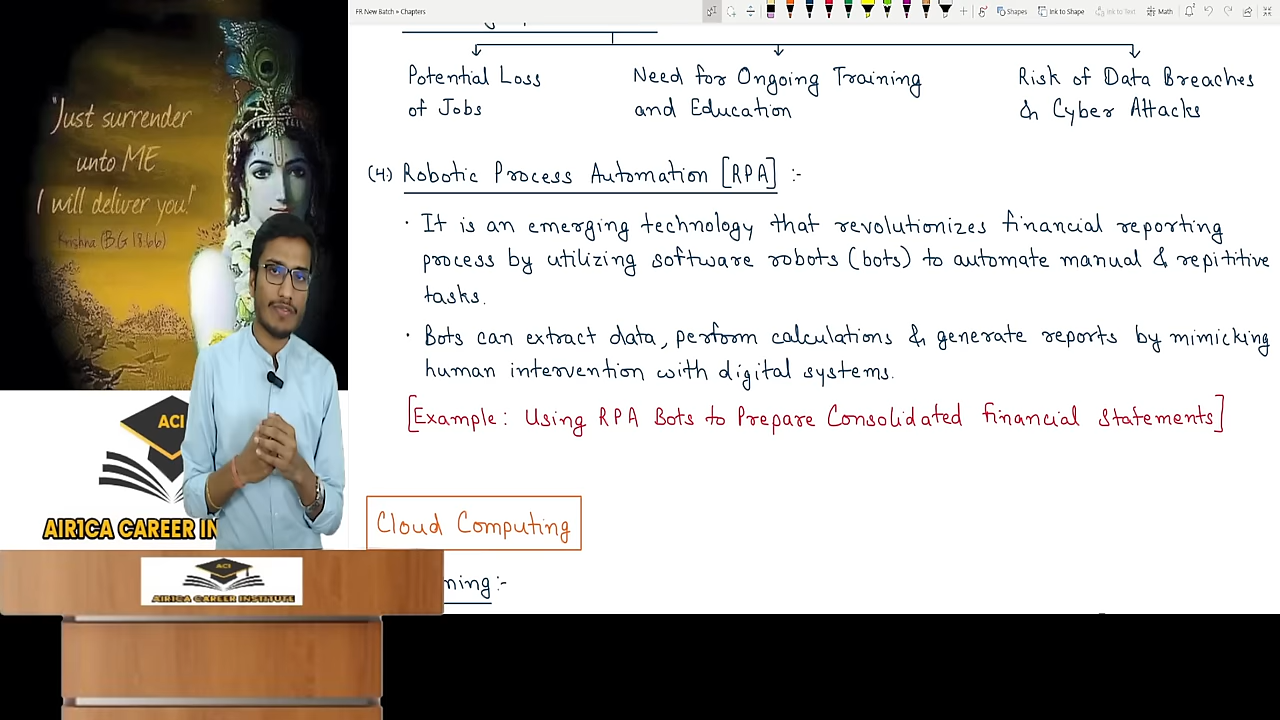 FR New Batch » Chapters
Shapes
Ink to Shape
Ink to Text
Math
"Just surrender
unto ME
I will deliver you!"
- Krishna (B.G 18:66)
Potential Loss
of Jobs
Need for Ongoing Training
and Education
Risk of Data Breaches
& Cyber Attacks
(4) Robotic Process Automation [RPA] :-
• It is an emerging technology that revolutionizes financial reporting
process by utilizing software robots (bots) to automate manual & repititive
tasks.
• Bots can extract data, perform calculations & generate reports by mimicking
human intervention with digital systems.
[Example: Using RPA Bots to Prepare Consolidated Financial Statements]
Cloud Computing
ning :-
ACI
AIR1CA CAREER IN
ACI
AIR1CA CAREER INSTITUTE